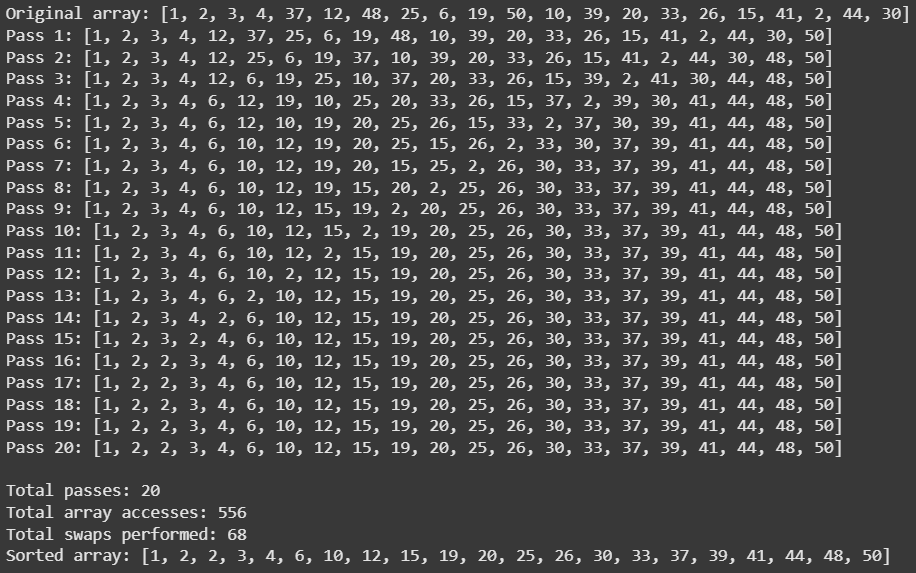 Original array: [1, 2, 3, 4, 37, 12, 48, 25, 6, 19, 50, 10, 39, 20, 33, 26, 15, 41, 2, 44, 30]
Pass 1: [1, 2, 3, 4, 12, 37, 25, 6, 19, 48, 10, 39, 20, 33, 26, 15, 41, 2, 44, 30, 50]
Pass 2: [1, 2, 3, 4, 12, 25, 6, 19, 37, 10, 39, 20, 33, 26, 15, 41, 2, 44, 30, 48, 50]
Pass 3: [1, 2, 3, 4, 12, 6, 19, 25, 10, 37, 20, 33, 26, 15, 39, 2, 41, 30, 44, 48, 50]
Pass 4: [1, 2, 3, 4, 6, 12, 19, 10, 25, 20, 33, 26, 15, 37, 2, 39, 30, 41, 44, 48, 50]
Pass 5: [1, 2, 3, 4, 6, 12, 10, 19, 20, 25, 26, 15, 33, 2, 37, 30, 39, 41, 44, 48, 50]
Pass 6: [1, 2, 3, 4, 6, 10, 12, 19, 20, 25, 15, 26, 2, 33, 30, 37, 39, 41, 44, 48, 50]
Pass 7: [1, 2, 3, 4, 6, 10, 12, 19, 20, 15, 25, 2, 26, 30, 33, 37, 39, 41, 44, 48, 50]
Pass 8: [1, 2, 3, 4, 6, 10, 12, 19, 15, 20, 2, 25, 26, 30, 33, 37, 39, 41, 44, 48, 50]
Pass 9: [1, 2, 3, 4, 6, 10, 12, 15, 19, 2, 20, 25, 26, 30, 33, 37, 39, 41, 44, 48, 50]
Pass 10: [1, 2, 3, 4, 6, 10, 12, 15, 2, 19, 20, 25, 26, 30, 33, 37, 39, 41, 44, 48, 50]
Pass 11: [1, 2, 3, 4, 6, 10, 12, 2, 15, 19, 20, 25, 26, 30, 33, 37, 39, 41, 44, 48, 50]
Pass 12: [1, 2, 3, 4, 6, 10, 2, 12, 15, 19, 20, 25, 26, 30, 33, 37, 39, 41, 44, 48, 50]
Pass 13: [1, 2, 3, 4, 6, 2, 10, 12, 15, 19, 20, 25, 26, 30, 33, 37, 39, 41, 44, 48, 50]
Pass 14: [1, 2, 3, 4, 2, 6, 10, 12, 15, 19, 20, 25, 26, 30, 33, 37, 39, 41, 44, 48, 50]
Pass 15: [1, 2, 3, 2, 4, 6, 10, 12, 15, 19, 20, 25, 26, 30, 33, 37, 39, 41, 44, 48, 50]
Pass 16: [1, 2, 2, 3, 4, 6, 10, 12, 15, 19, 20, 25, 26, 30, 33, 37, 39, 41, 44, 48, 50]
Pass 17: [1, 2, 2, 3, 4, 6, 10, 12, 15, 19, 20, 25, 26, 30, 33, 37, 39, 41, 44, 48, 50]
Pass 18: [1, 2, 2, 3, 4, 6, 10, 12, 15, 19, 20, 25, 26, 30, 33, 37, 39, 41, 44, 48, 50]
Pass 19: [1, 2, 2, 3, 4, 6, 10, 12, 15, 19, 20, 25, 26, 30, 33, 37, 39, 41, 44, 48, 50]
Pass 20: [1, 2, 2, 3, 4, 6, 10, 12, 15, 19, 20, 25, 26, 30, 33, 37, 39, 41, 44, 48, 50]
Total passes: 20
Total array accesses: 556
Total swaps performed: 68
Sorted array: [1, 2, 2, 3, 4, 6, 10, 12, 15, 19, 20, 25, 26, 30, 33, 37, 39, 41, 44, 48, 50]